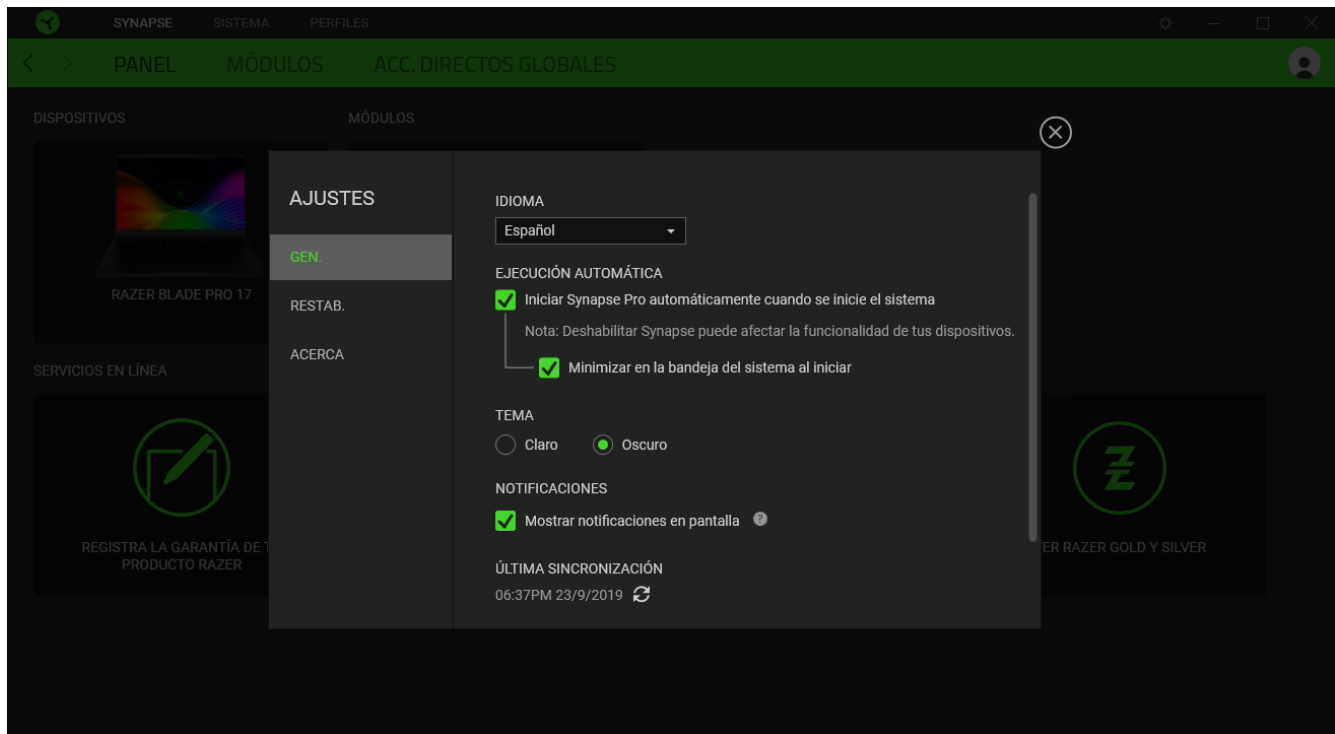 SYNAPSE SISTEMA PERFILES
PANEL MÓDULOS ACC. DIRECTOS GLOBALES
DISPOSITIVOS MÓDULOS
RAZER BLADE PRO 17
SERVICIOS EN LÍNEA
REGISTRA LA GARANTÍA DE T
PRODUCTO RAZER
ER RAZER GOLD Y SILVER
AJUSTES
GEN.
RESTAB.
ACERCA
IDIOMA
Español
EJECUCIÓN AUTOMÁTICA
Iniciar Synapse Pro automáticamente cuando se inicie el sistema
Nota: Deshabilitar Synapse puede afectar la funcionalidad de tus dispositivos.
Minimizar en la bandeja del sistema al iniciar
TEMA
Claro Oscuro
NOTIFICACIONES
Mostrar notificaciones en pantalla ?
ÚLTIMA SINCRONIZACIÓN
06:37PM 23/9/2019